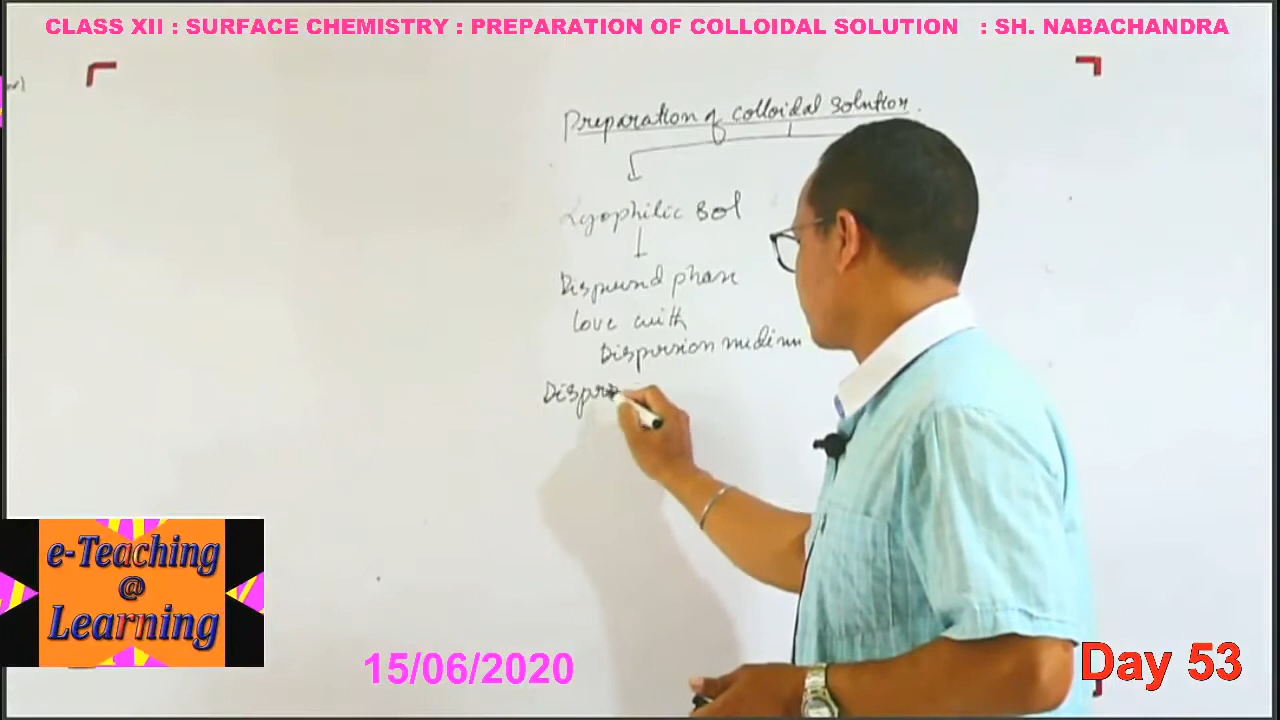 CLASS XII : SURFACE CHEMISTRY : PREPARATION OF COLLOIDAL SOLUTION : SH. NABACHANDRA
Preparation of colloidal solution.
Lyophilic sol
Dispersed phase
love with
Dispersion medium
e-Teaching
@
Learning
15/06/2020
Day 53